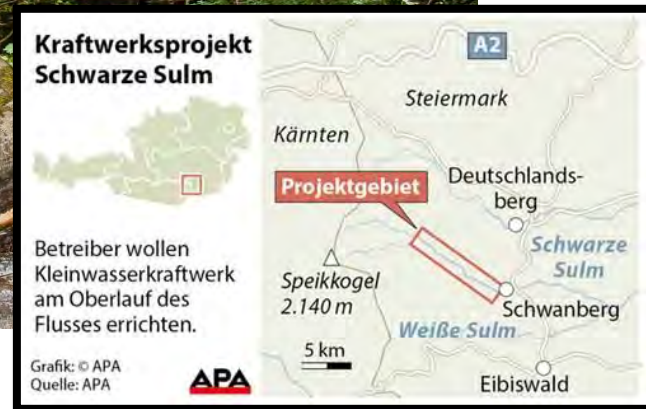 Kraftwerksprojekt
Schwarze Sulm
Betreiber wollen
Kleinwasserkraftwerk
am Oberlauf des
Flusses errichten.
Grafik: © APA
Quelle: APA
APA
A2
Steiermark
Kärnten
Projektgebiet
Deutschlands-
berg
Schwarze
Sulm
Speikkogel
2.140 m
Schwanberg
Weiße Sulm
5 km
Eibiswald